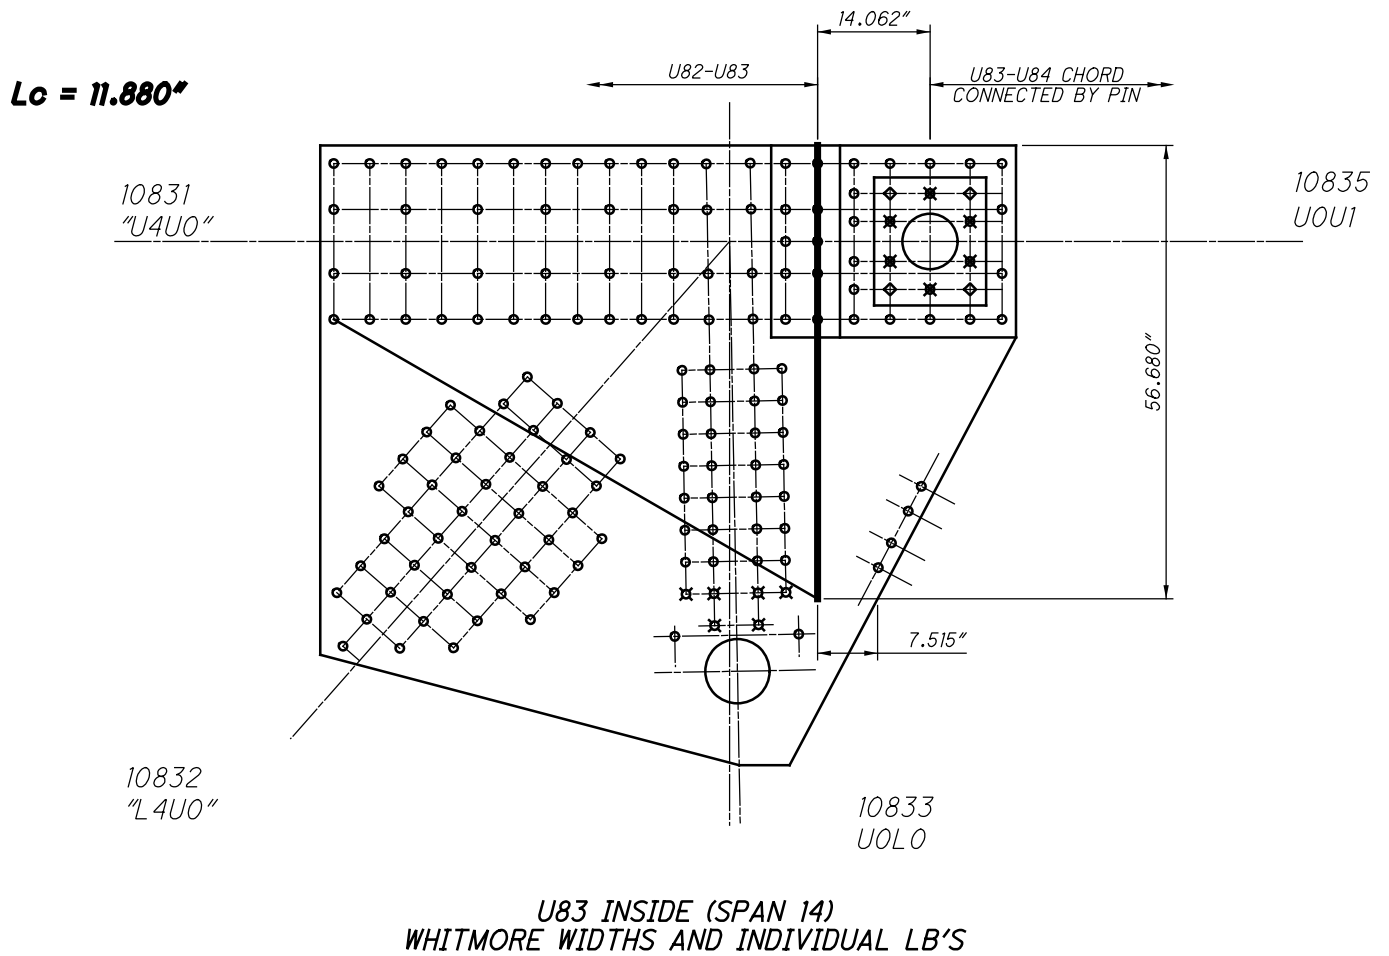 14.062"
U82-U83
U83-U84 CHORD
CONNECTED BY PIN
Lc = 11.880"
10831
"U4U0"
10835
U0U1
56.680"
7.515"
10832
"L4U0"
10833
U0L0
U83 INSIDE (SPAN 14)
WHITMORE WIDTHS AND INDIVIDUAL LB'S